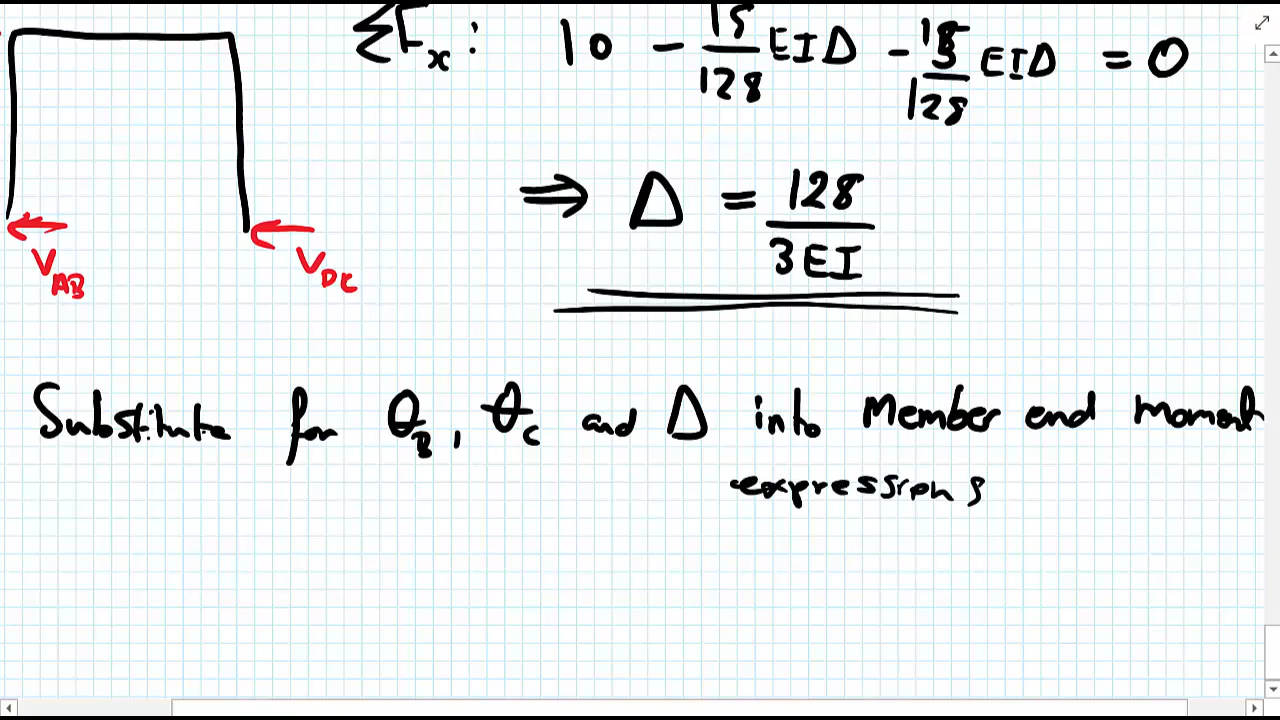 ΣFx: 10 - 15/128 EIΔ - 15/128 EIΔ = 0
⇒ Δ = 128/3EI
V_AB
V_DC
Substitute for θ_B, θ_C and Δ into Member end moment
expressions